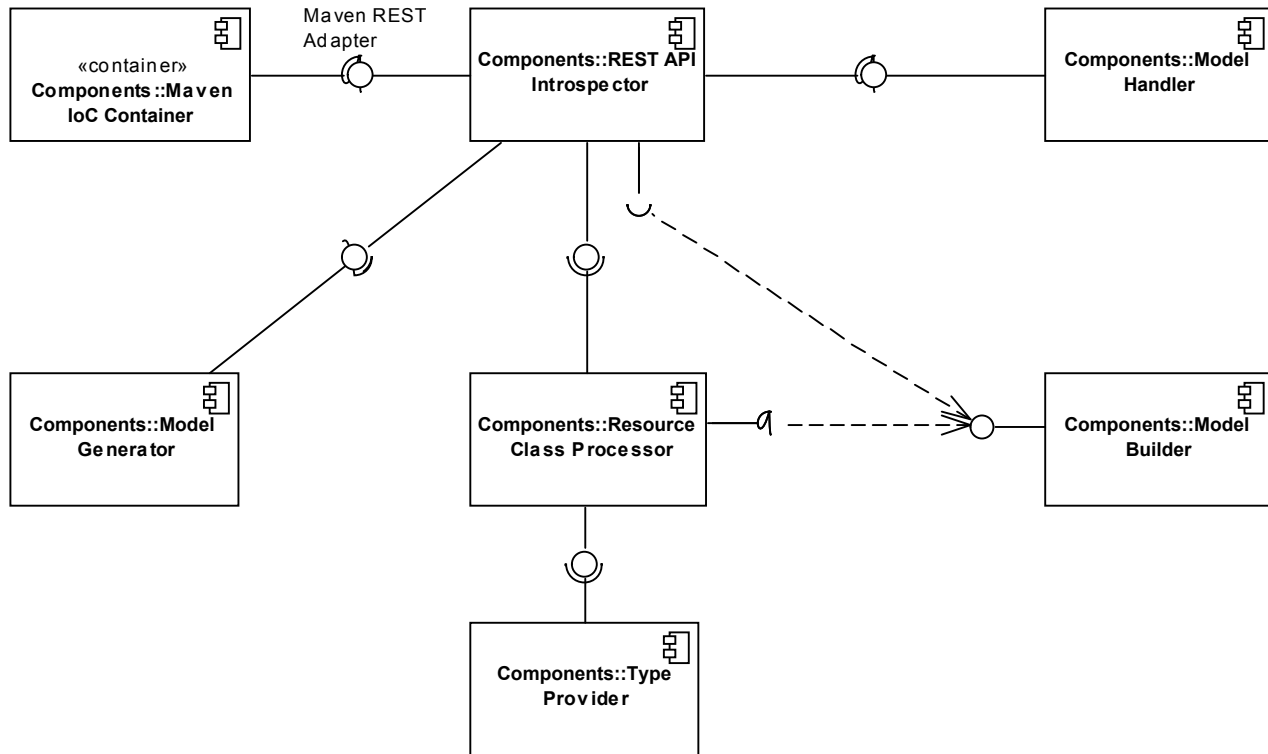 Maven REST
Adapter
«container»
Components::Maven
IoC Container
Components::REST API
Introspector
Components::Model
Handler
Components::Model
Generator
Components::Resource
Class Processor
Components::Model
Builder
Components::Type
Provider